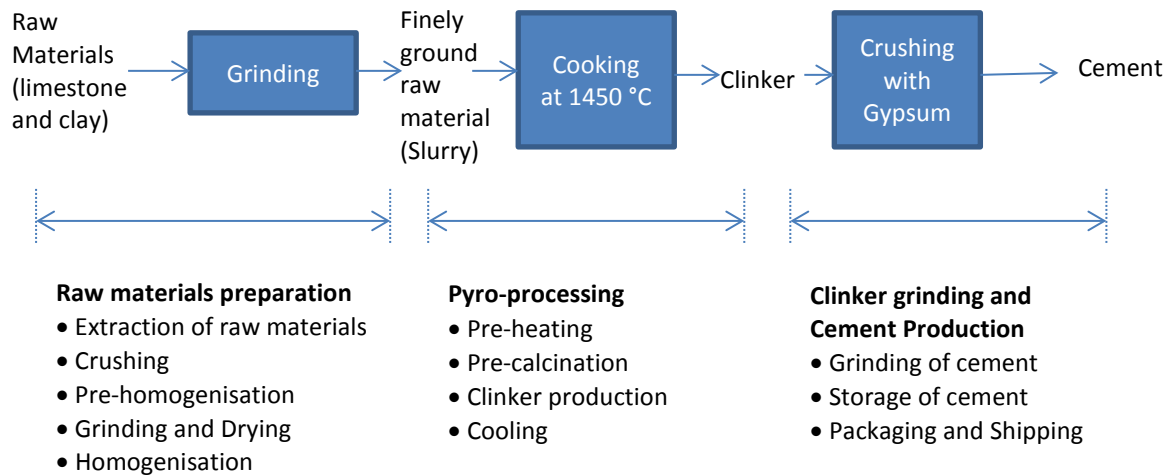 Raw
Materials
(limestone
and clay)
Grinding
Finely
ground
raw
material
(Slurry)
Cooking
at 1450 °C
Clinker
Crushing
with
Gypsum
Cement
Raw materials preparation
• Extraction of raw materials
• Crushing
• Pre-homogenisation
• Grinding and Drying
• Homogenisation
Pyro-processing
• Pre-heating
• Pre-calcination
• Clinker production
• Cooling
Clinker grinding and
Cement Production
• Grinding of cement
• Storage of cement
• Packaging and Shipping